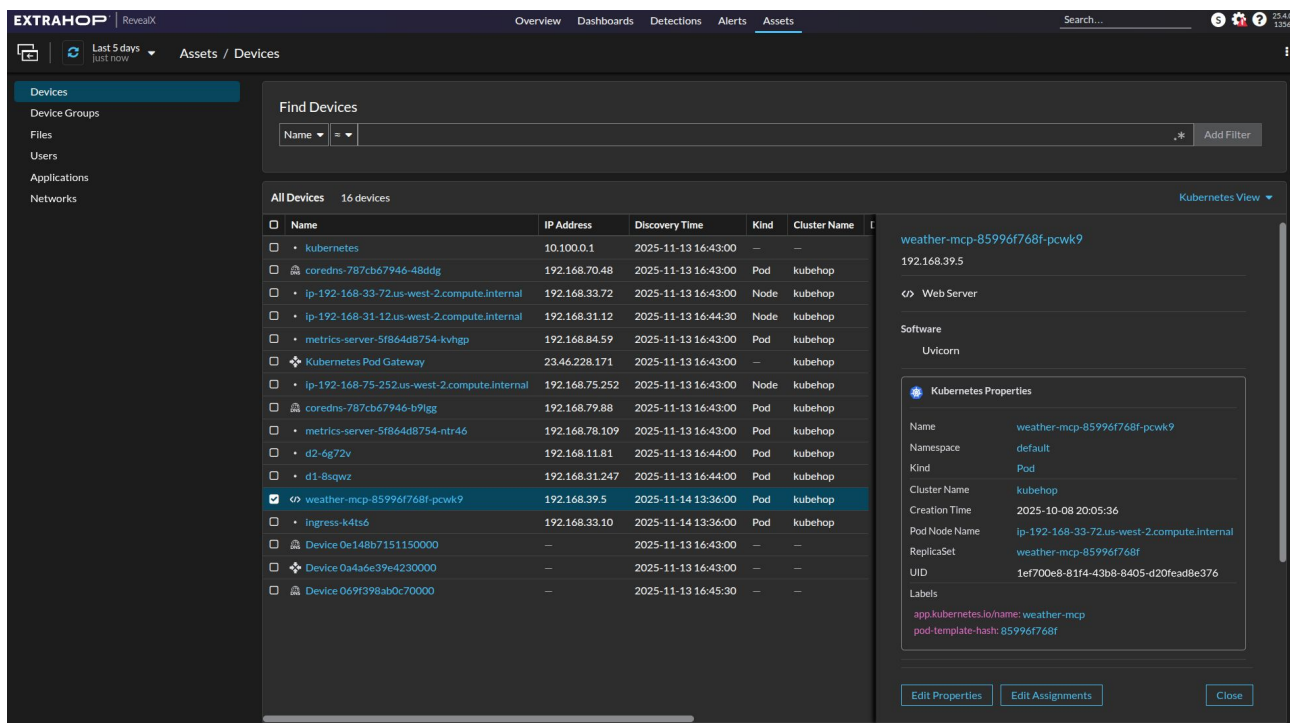 EXTRAHOP RevealX Overview Dashboards Detections Alerts Assets Search... S ? 25.4.0
Last 5 days
just now
Assets / Devices
Devices
Device Groups
Files
Users
Applications
Networks
Find Devices
Name ≈ .* Add Filter
All Devices 16 devices Kubernetes View
Name IP Address Discovery Time Kind Cluster Name
kubernetes 10.100.0.1 2025-11-13 16:43:00 — —
coredns-787cb67946-48ddg 192.168.70.48 2025-11-13 16:43:00 Pod kubehop
ip-192-168-33-72.us-west-2.compute.internal 192.168.33.72 2025-11-13 16:43:00 Node kubehop
ip-192-168-31-12.us-west-2.compute.internal 192.168.31.12 2025-11-13 16:44:30 Node kubehop
metrics-server-5f864d8754-kvhgp 192.168.84.59 2025-11-13 16:43:00 Pod kubehop
Kubernetes Pod Gateway 23.46.228.171 2025-11-13 16:43:00 — kubehop
ip-192-168-75-252.us-west-2.compute.internal 192.168.75.252 2025-11-13 16:43:00 Node kubehop
coredns-787cb67946-b9lgg 192.168.79.88 2025-11-13 16:43:00 Pod kubehop
metrics-server-5f864d8754-ntr46 192.168.78.109 2025-11-13 16:43:00 Pod kubehop
d2-6g72v 192.168.11.81 2025-11-13 16:44:00 Pod kubehop
d1-8sqwz 192.168.31.247 2025-11-13 16:44:00 Pod kubehop
weather-mcp-85996f768f-pcwk9 192.168.39.5 2025-11-14 13:36:00 Pod kubehop
ingress-k4ts6 192.168.33.10 2025-11-14 13:36:00 Pod kubehop
Device 0e148b7151150000 — 2025-11-13 16:43:00 — —
Device 0a4a6e39e4230000 — 2025-11-13 16:43:00 — —
Device 069f398ab0c70000 — 2025-11-13 16:45:30 — —
weather-mcp-85996f768f-pcwk9
192.168.39.5
</> Web Server
Software
Uvicorn
Kubernetes Properties
Name weather-mcp-85996f768f-pcwk9
Namespace default
Kind Pod
Cluster Name kubehop
Creation Time 2025-10-08 20:05:36
Pod Node Name ip-192-168-33-72.us-west-2.compute.internal
ReplicaSet weather-mcp-85996f768f
UID 1ef700e8-81f4-43b8-8405-d20fead8e376
Labels
app.kubernetes.io/name: weather-mcp
pod-template-hash: 85996f768f
Edit Properties Edit Assignments Close